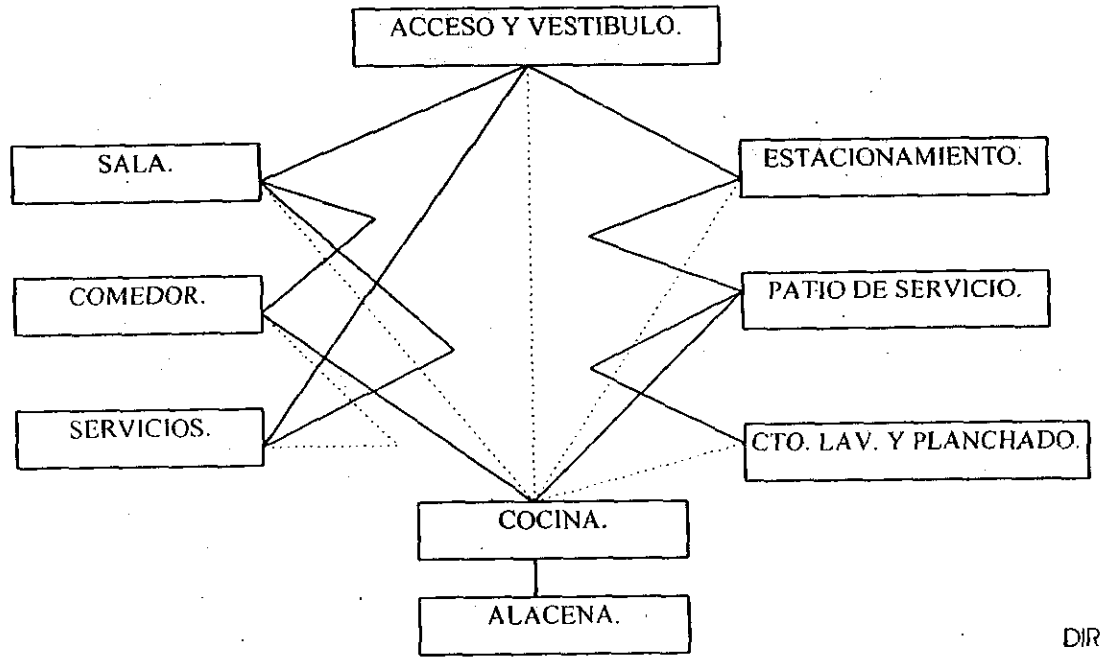 ACCESO Y VESTIBULO.
SALA.
ESTACIONAMIENTO.
COMEDOR.
PATIO DE SERVICIO.
SERVICIOS.
CTO. LAV. Y PLANCHADO.
COCINA.
ALACENA.
DIR